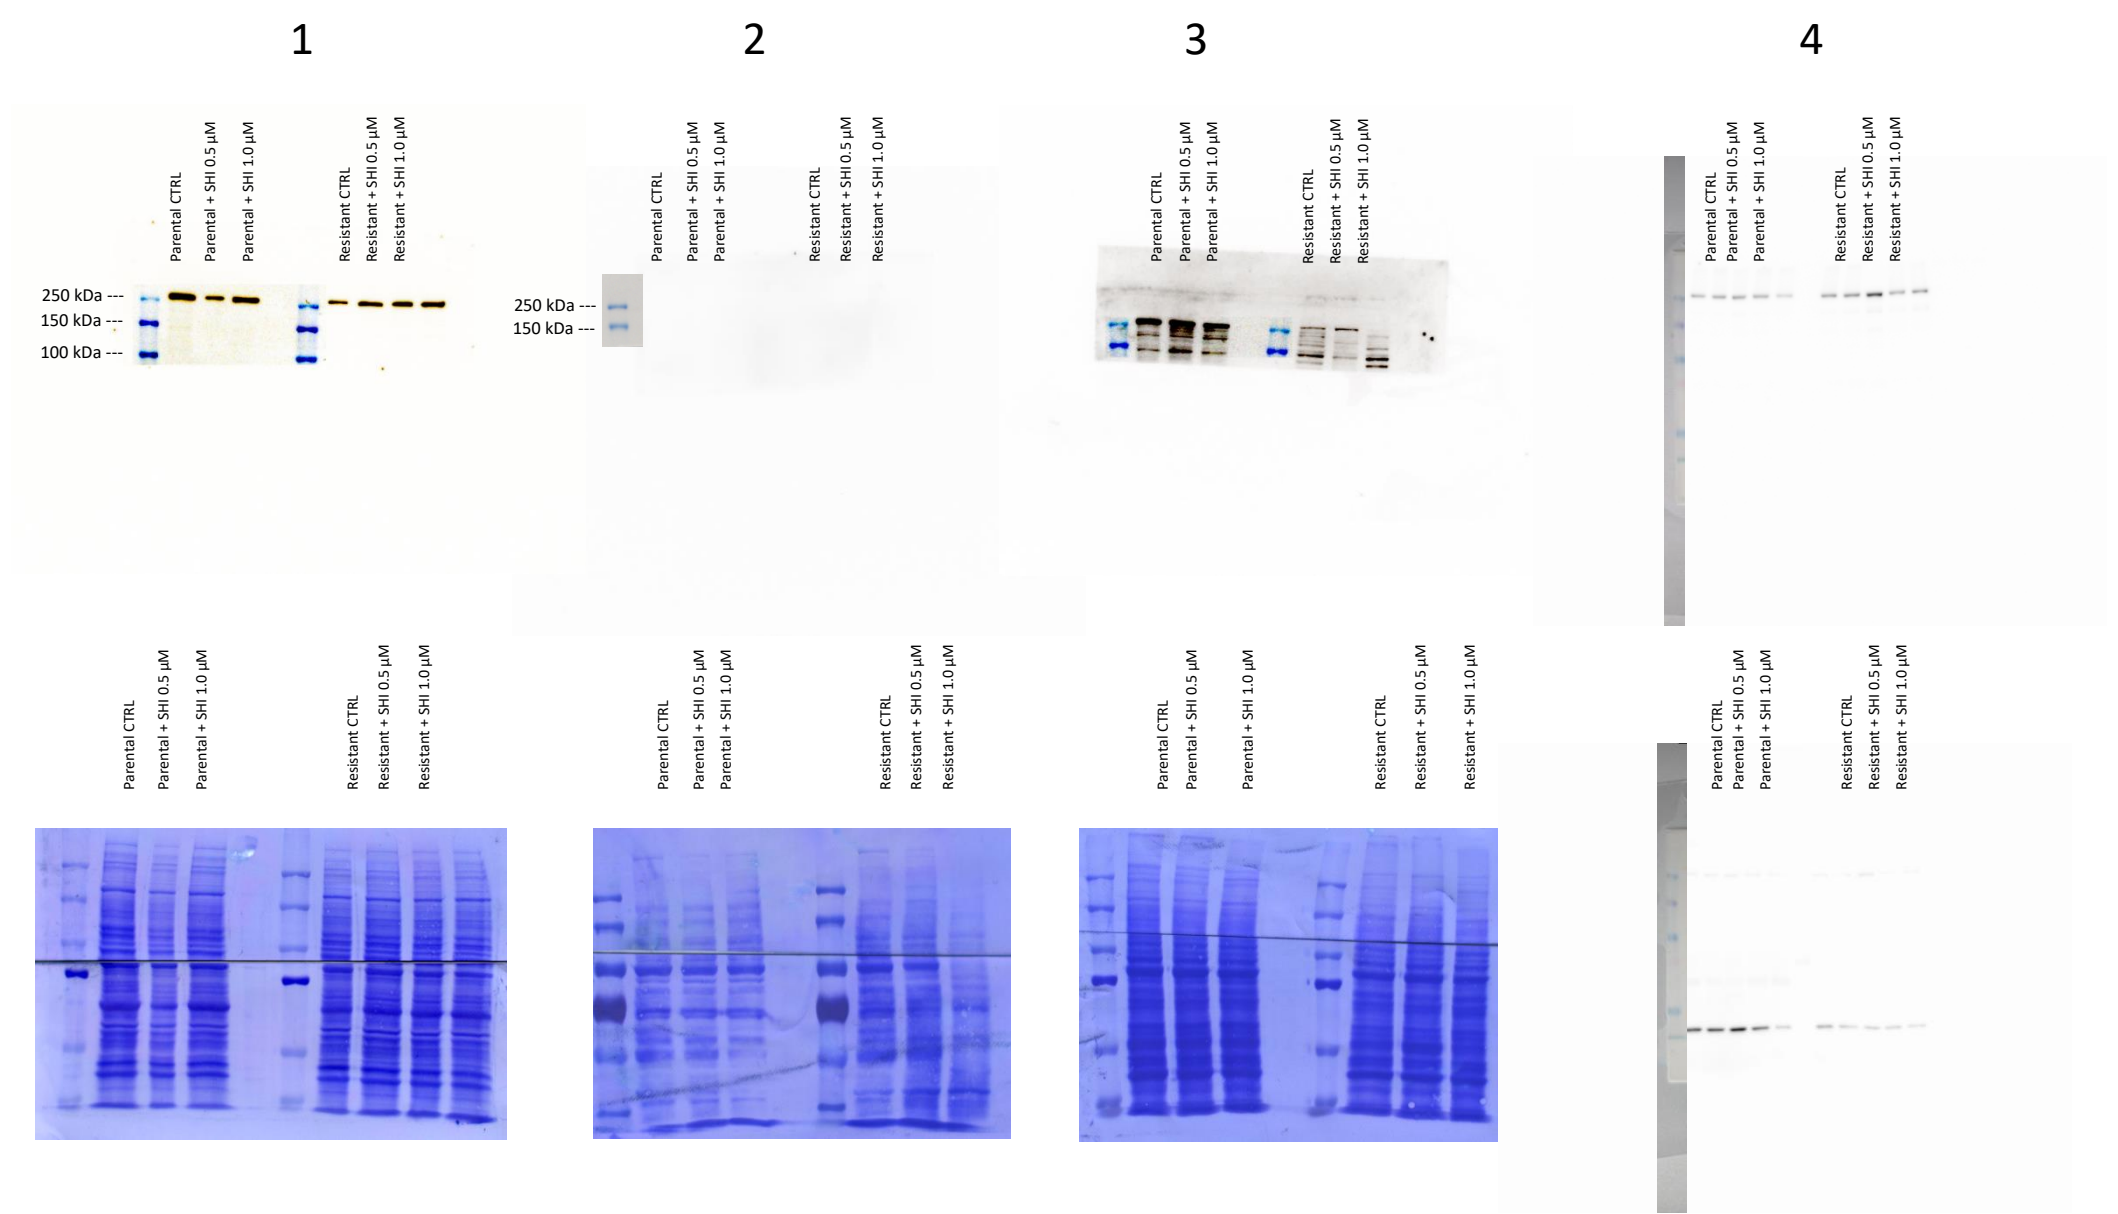 1
2
3
4
Parental CTRL
Parental + SHI 0.5 µM
Parental + SHI 1.0 µM
Resistant CTRL
Resistant + SHI 0.5 µM
Resistant + SHI 1.0 µM
250 kDa ---
150 kDa ---
100 kDa ---
Parental CTRL
Parental + SHI 0.5 µM
Parental + SHI 1.0 µM
Resistant CTRL
Resistant + SHI 0.5 µM
Resistant + SHI 1.0 µM
250 kDa ---
150 kDa ---
Parental CTRL
Parental + SHI 0.5 µM
Parental + SHI 1.0 µM
Resistant CTRL
Resistant + SHI 0.5 µM
Resistant + SHI 1.0 µM
Parental CTRL
Parental + SHI 0.5 µM
Parental + SHI 1.0 µM
Resistant CTRL
Resistant + SHI 0.5 µM
Resistant + SHI 1.0 µM
Parental CTRL
Parental + SHI 0.5 µM
Parental + SHI 1.0 µM
Resistant CTRL
Resistant + SHI 0.5 µM
Resistant + SHI 1.0 µM
Parental CTRL
Parental + SHI 0.5 µM
Parental + SHI 1.0 µM
Resistant CTRL
Resistant + SHI 0.5 µM
Resistant + SHI 1.0 µM
Parental CTRL
Parental + SHI 0.5 µM
Parental + SHI 1.0 µM
Resistant CTRL
Resistant + SHI 0.5 µM
Resistant + SHI 1.0 µM
Parental CTRL
Parental + SHI 0.5 µM
Parental + SHI 1.0 µM
Resistant CTRL
Resistant + SHI 0.5 µM
Resistant + SHI 1.0 µM